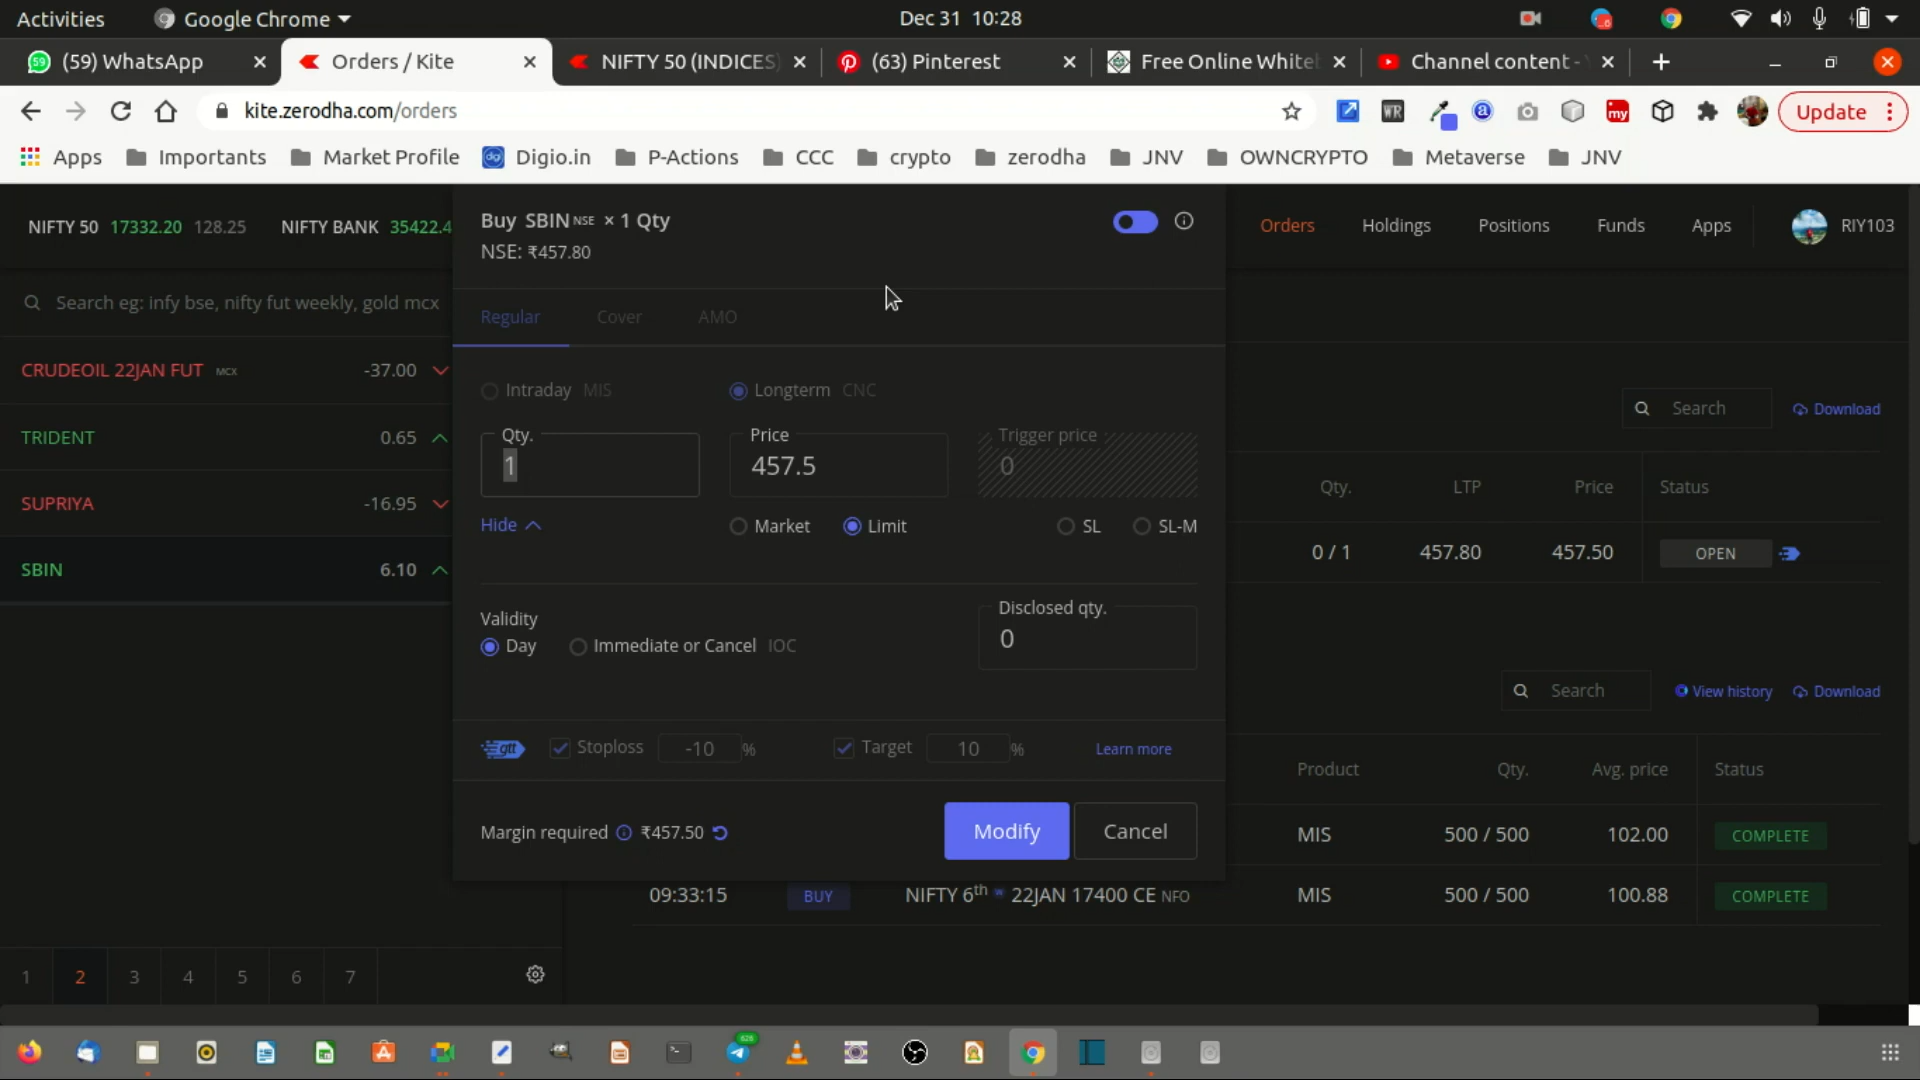 Activities
Google Chrome
Dec 31 10:28
59
(59) WhatsApp
Orders / Kite
NIFTY 50 (INDICES)
(63) Pinterest
Free Online Whiteb
Channel content -
kite.zerodha.com/orders
WR
a
my
Update
Apps
Importants
Market Profile
digi
Digio.in
P-Actions
CCC
crypto
zerodha
JNV
OWNCRYPTO
Metaverse
JNV
NIFTY 50 17332.20 128.25
NIFTY BANK 35422.4
Orders
Holdings
Positions
Funds
Apps
RIY103
Buy SBIN NSE × 1 Qty
NSE: ₹457.80
Search eg: infy bse, nifty fut weekly, gold mcx
Regular
Cover
AMO
CRUDEOIL 22JAN FUT MCX -37.00
TRIDENT 0.65
SUPRIYA -16.95
SBIN 6.10
Intraday MIS
Longterm CNC
Qty.
1
Price
457.5
Trigger price
0
Hide
Market
Limit
SL
SL-M
Validity
Day
Immediate or Cancel IOC
Disclosed qty.
0
gtt
Stoploss -10 %
Target 10 %
Learn more
Margin required ₹457.50
Modify
Cancel
Search
Download
Qty. LTP Price Status
0 / 1 457.80 457.50 OPEN
Search
View history
Download
Product Qty. Avg. price Status
MIS 500 / 500 102.00 COMPLETE
09:33:15 BUY NIFTY 6th w 22JAN 17400 CE NFO MIS 500 / 500 100.88 COMPLETE
1 2 3 4 5 6 7
626